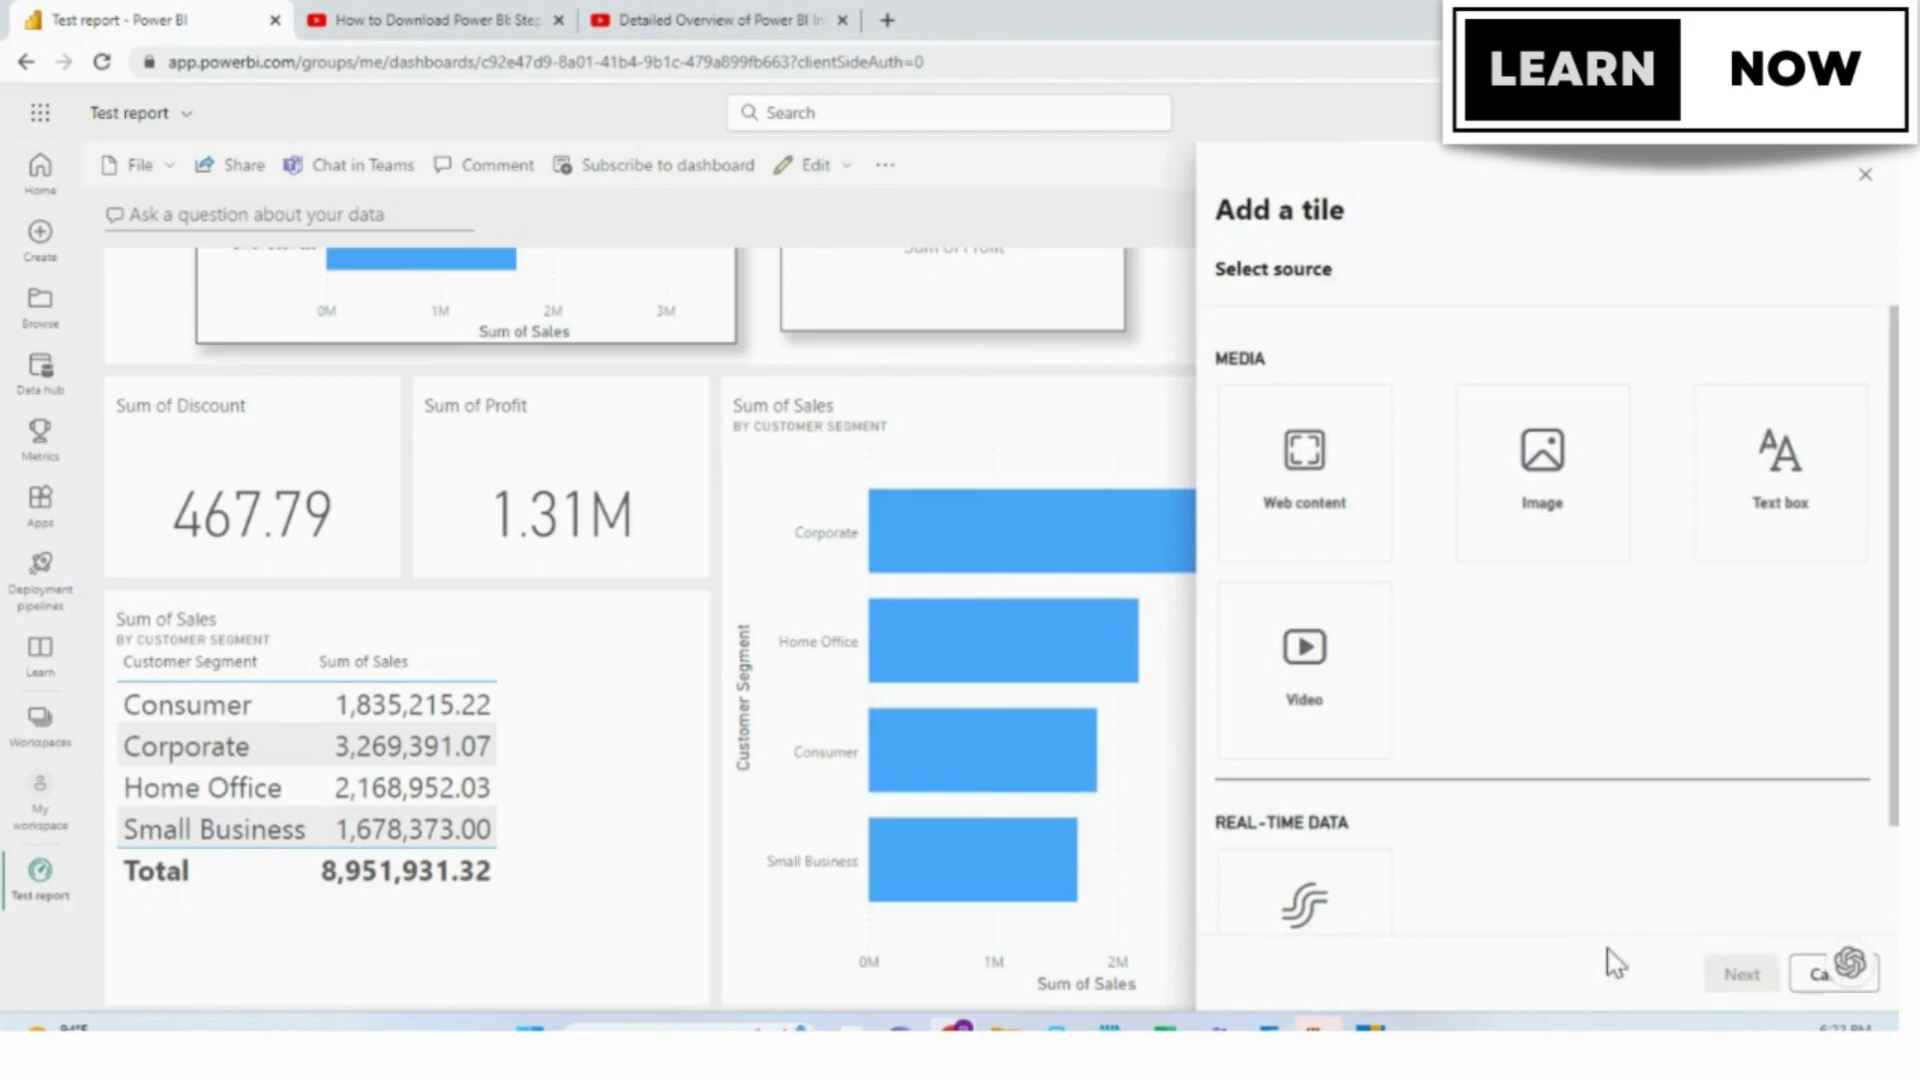 Test report - Power BI
How to Download Power BI: Step
Detailed Overview of Power BI In
LEARN NOW
app.powerbi.com/groups/me/dashboards/c92e47d9-8a01-41b4-9b1c-479a899fb663?clientSideAuth=0
Test report
Search
File
Share
Chat in Teams
Comment
Subscribe to dashboard
Edit
Ask a question about your data
Home
Create
Browse
Data hub
Metrics
Apps
Deployment
pipelines
Learn
Workspaces
My
workspace
Test report
0M 1M 2M 3M
Sum of Sales
Sum of Profit
Sum of Discount
467.79
Sum of Profit
1.31M
Sum of Sales
BY CUSTOMER SEGMENT
Customer Segment Sum of Sales
Consumer 1,835,215.22
Corporate 3,269,391.07
Home Office 2,168,952.03
Small Business 1,678,373.00
Total 8,951,931.32
Sum of Sales
BY CUSTOMER SEGMENT
Customer Segment
Corporate
Home Office
Consumer
Small Business
0M 1M 2M
Sum of Sales
Add a tile
Select source
MEDIA
Web content
Image
Text box
Video
REAL-TIME DATA
Next
Ca